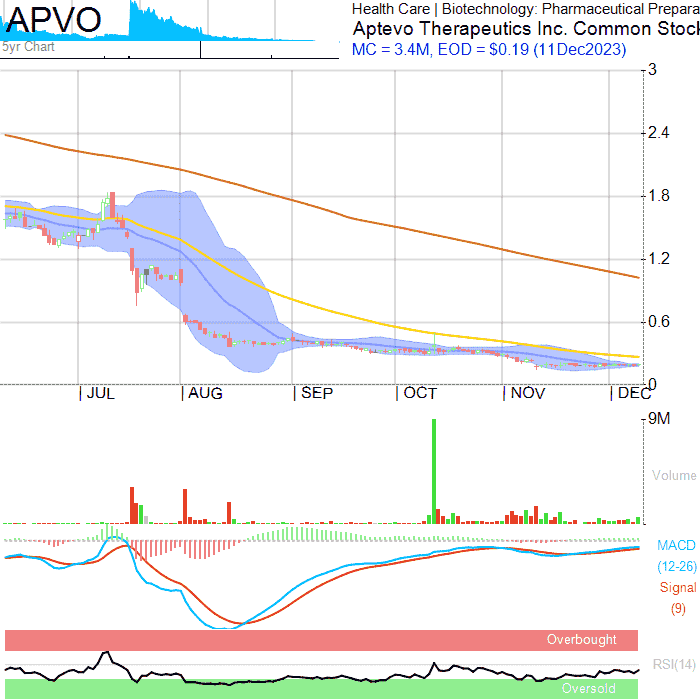 APVO
5yr Chart
Health Care | Biotechnology: Pharmaceutical Prepara
Aptevo Therapeutics Inc. Common Stock
MC = 3.4M, EOD = $0.19 (11Dec2023)
3
2.4
1.8
1.2
0.6
0
JUL AUG SEP OCT NOV DEC
9M
Volume
MACD
(12-26)
Signal
(9)
Overbought
RSI(14)
Oversold